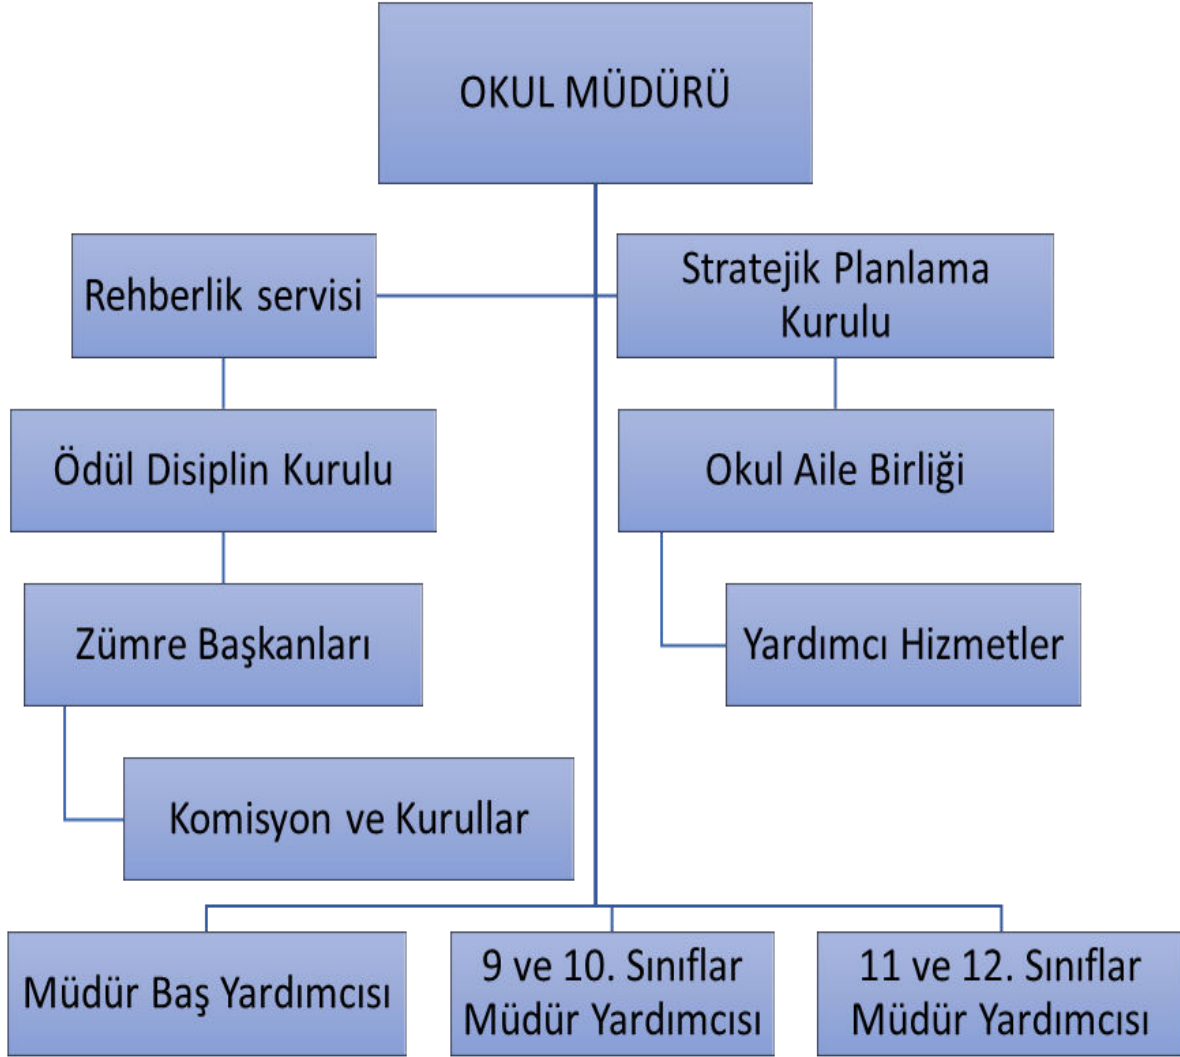 OKUL MÜDÜRÜ
Rehberlik servisi
Stratejik Planlama
Kurulu
Ödül Disiplin Kurulu
Okul Aile Birliği
Zümre Başkanları
Yardımcı Hizmetler
Komisyon ve Kurullar
Müdür Baş Yardımcısı
9 ve 10. Sınıflar
Müdür Yardımcısı
11 ve 12. Sınıflar
Müdür Yardımcısı